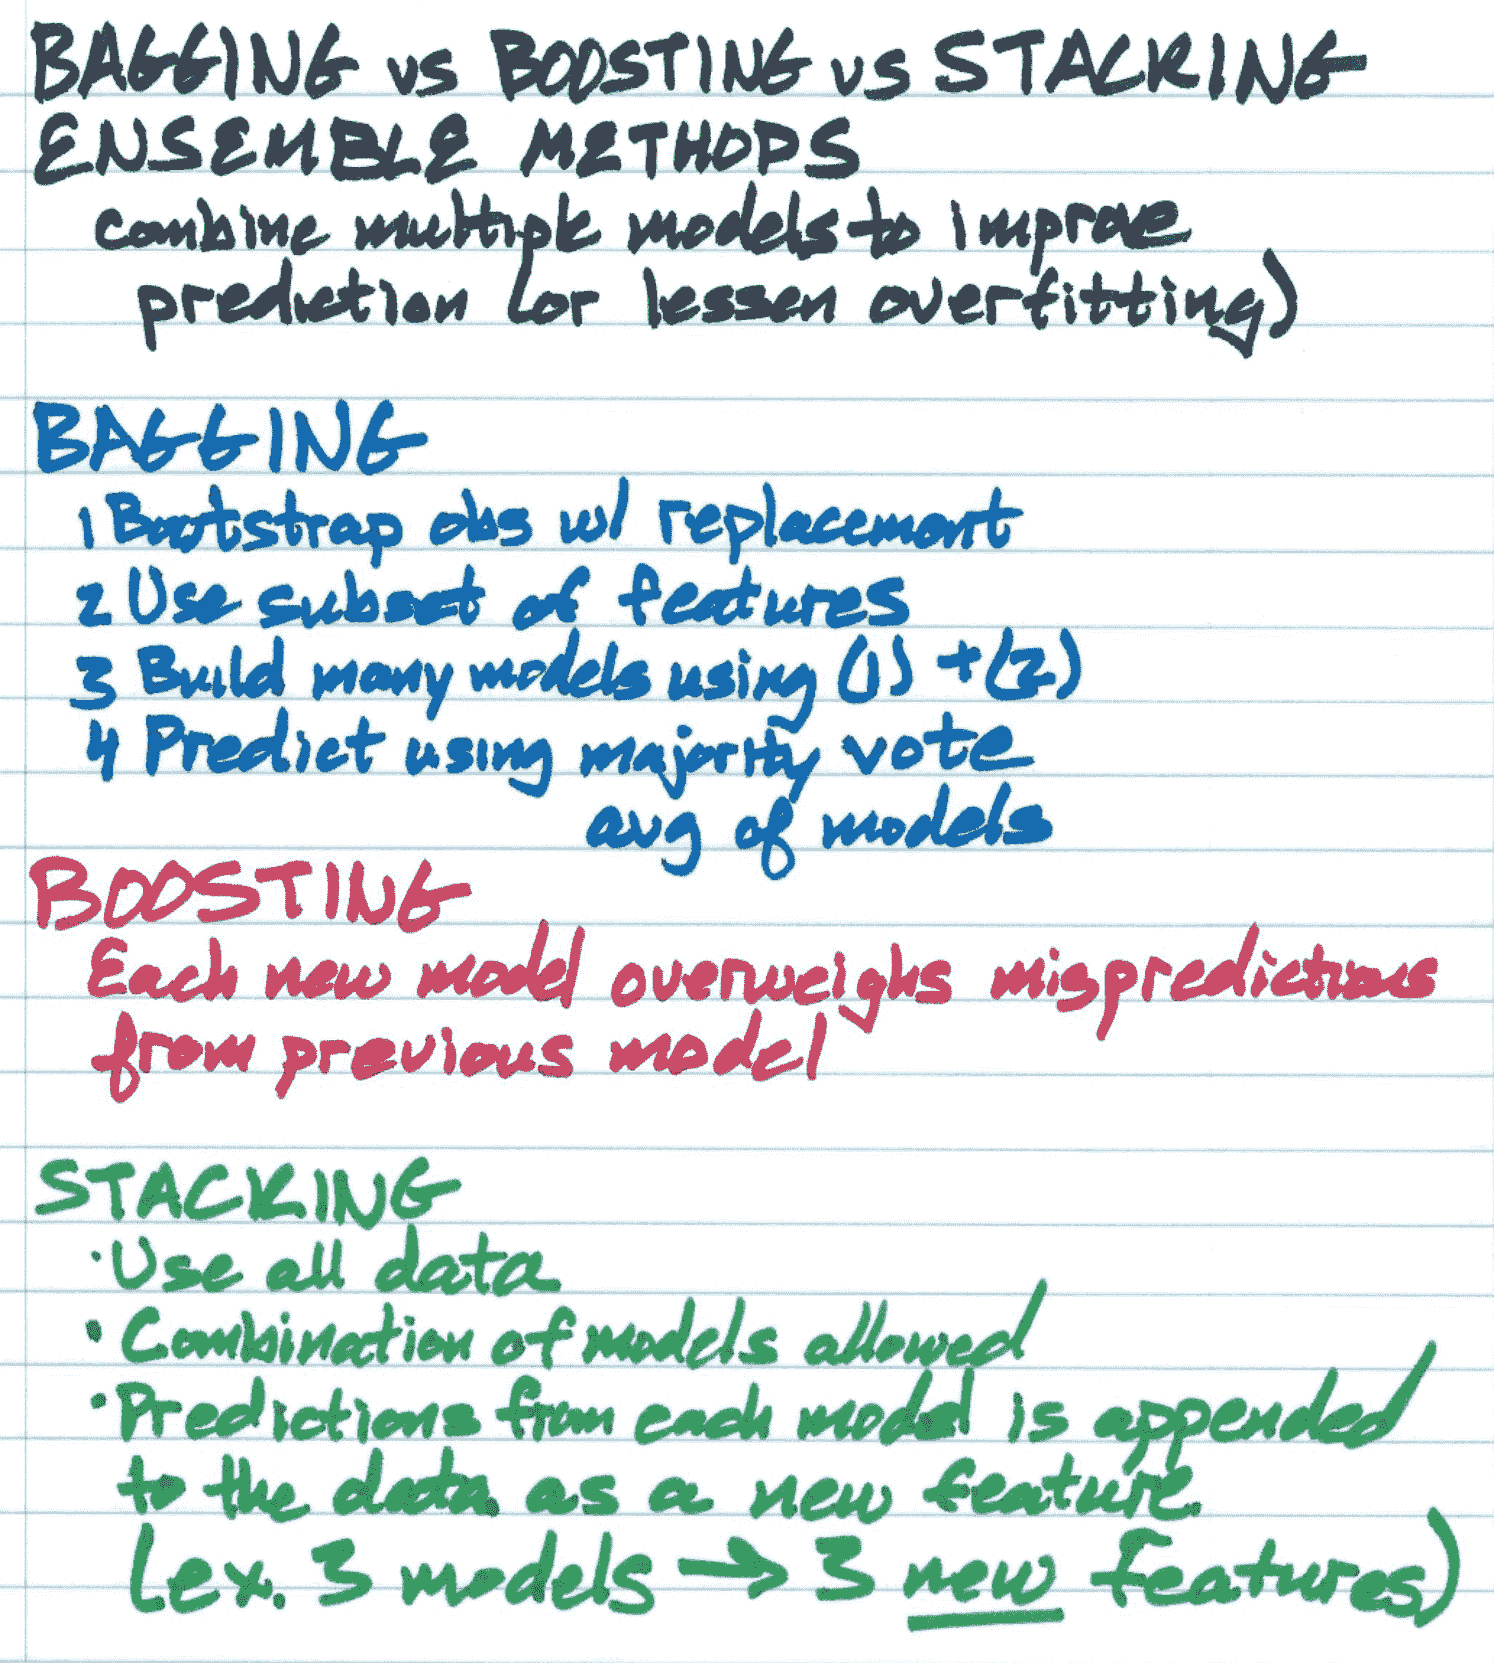 BAGGING vs BOOSTING vs STACKING
ENSEMBLE METHODS
combine multiple models to improve
prediction (or lessen overfitting)
BAGGING
1 Bootstrap obs w/ replacement
2 Use subset of features
3 Build many models using (1) + (2)
4 Predict using majority vote
avg of models
BOOSTING
Each new model overweighs mispredictions
from previous model
STACKING
• Use all data
• Combination of models allowed
• Predictions from each model is appended
to the data as a new feature.
(ex. 3 models → 3 new features)